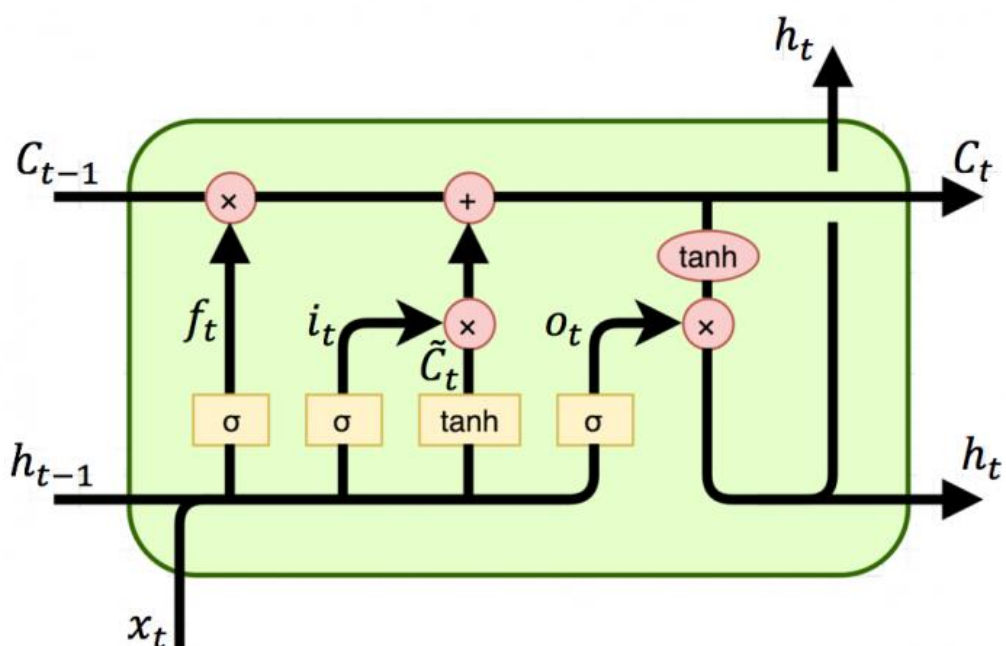 h_t
C_{t-1}
C_t
×
+
tanh
f_t
i_t
×
o_t
×
C̃_t
σ
σ
tanh
σ
h_{t-1}
h_t
x_t